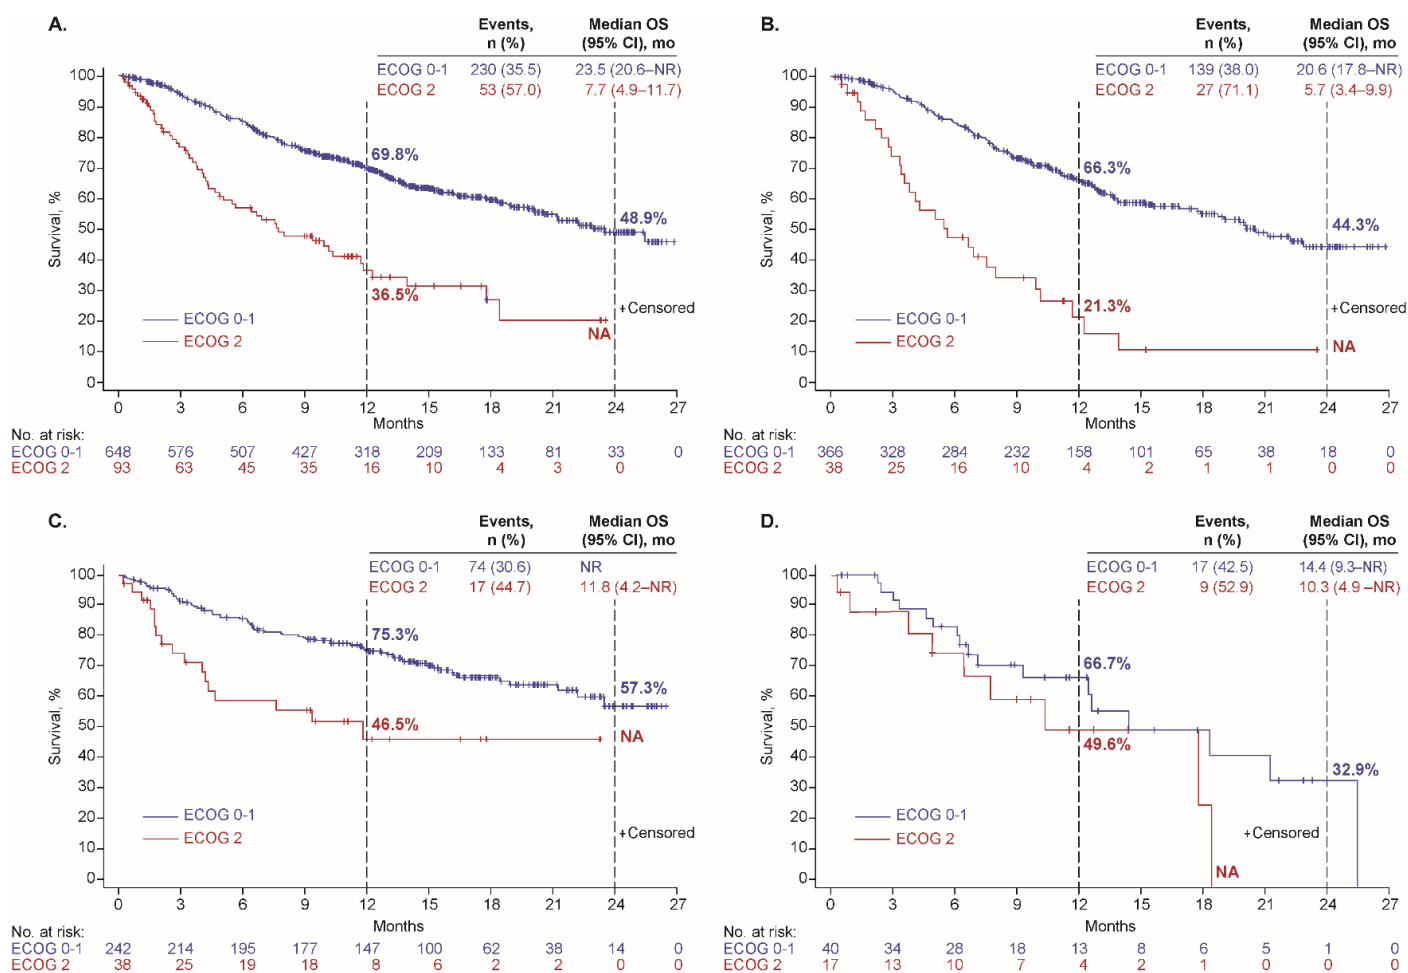 A.
Events, Median OS
n (%) (95% CI), mo
ECOG 0-1 230 (35.5) 23.5 (20.6–NR)
ECOG 2 53 (57.0) 7.7 (4.9–11.7)
100
90
80
70
60
50
40
30
20
10
0
Survival, %
69.8%
48.9%
36.5%
NA
ECOG 0-1
ECOG 2
+Censored
0 3 6 9 12 15 18 21 24 27
Months
No. at risk:
ECOG 0-1 648 576 507 427 318 209 133 81 33 0
ECOG 2 93 63 45 35 16 10 4 3 0
B.
Events, Median OS
n (%) (95% CI), mo
ECOG 0-1 139 (38.0) 20.6 (17.8–NR)
ECOG 2 27 (71.1) 5.7 (3.4–9.9)
100
90
80
70
60
50
40
30
20
10
0
Survival, %
66.3%
44.3%
21.3%
NA
ECOG 0-1
ECOG 2
+Censored
0 3 6 9 12 15 18 21 24 27
Months
No. at risk:
ECOG 0-1 366 328 284 232 158 101 65 38 18 0
ECOG 2 38 25 16 10 4 2 1 1 0 0
C.
Events, Median OS
n (%) (95% CI), mo
ECOG 0-1 74 (30.6) NR
ECOG 2 17 (44.7) 11.8 (4.2–NR)
100
90
80
70
60
50
40
30
20
10
0
Survival, %
75.3%
57.3%
46.5%
NA
ECOG 0-1
ECOG 2
+Censored
0 3 6 9 12 15 18 21 24 27
Months
No. at risk:
ECOG 0-1 242 214 195 177 147 100 62 38 14 0
ECOG 2 38 25 19 18 8 6 2 2 0 0
D.
Events, Median OS
n (%) (95% CI), mo
ECOG 0-1 17 (42.5) 14.4 (9.3–NR)
ECOG 2 9 (52.9) 10.3 (4.9 –NR)
100
90
80
70
60
50
40
30
20
10
0
Survival, %
66.7%
49.6%
32.9%
NA
ECOG 0-1
ECOG 2
+Censored
0 3 6 9 12 15 18 21 24 27
Months
No. at risk:
ECOG 0-1 40 34 28 18 13 8 6 5 1 0
ECOG 2 17 13 10 7 4 2 1 0 0 0